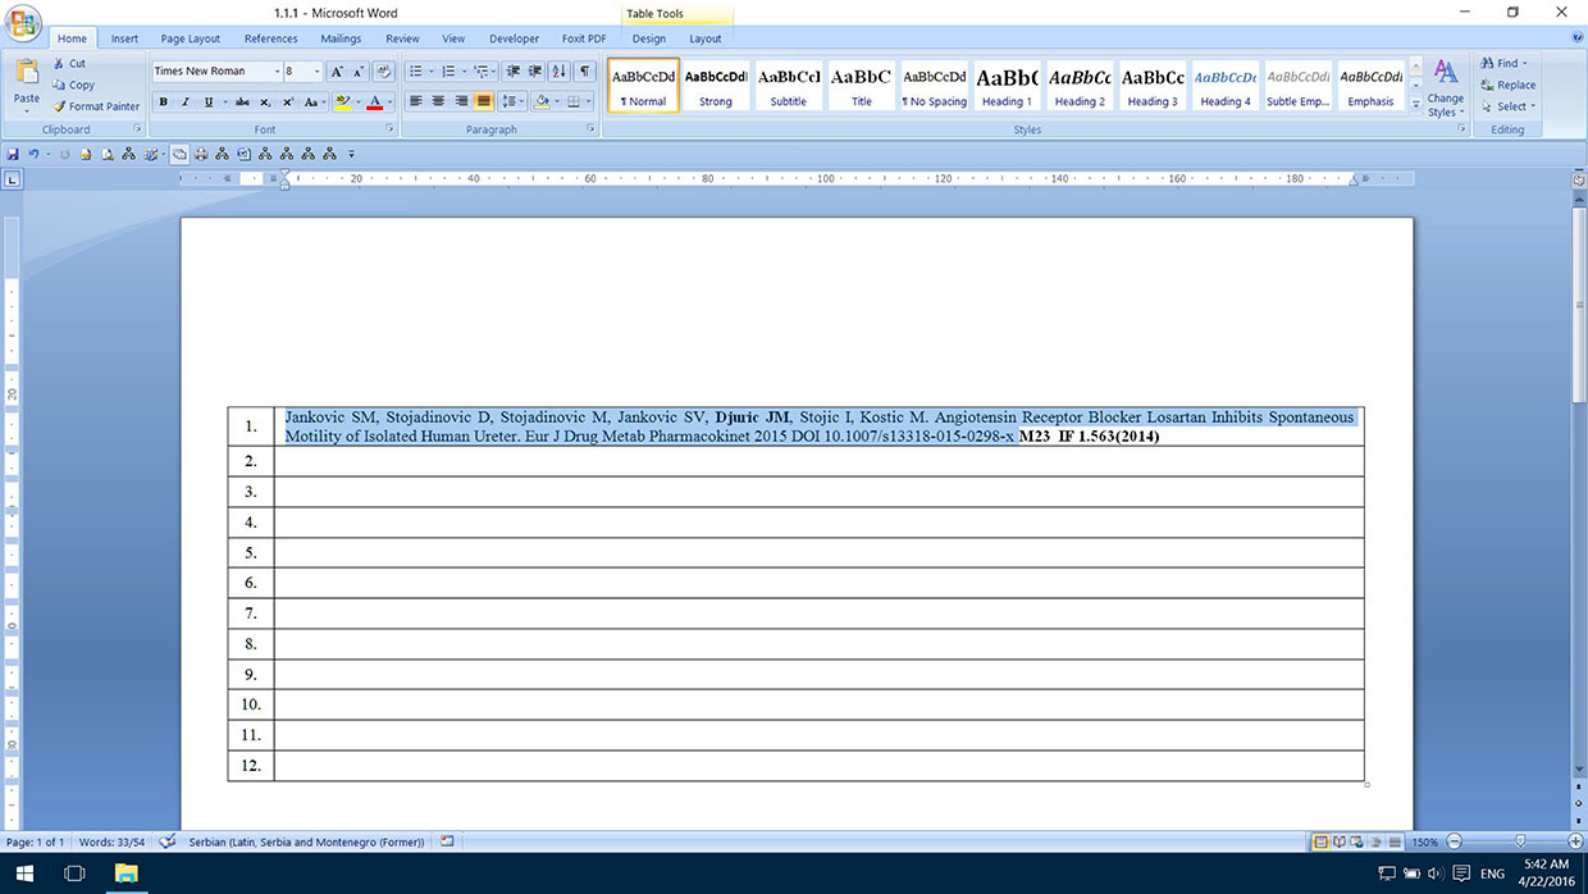 1.1.1 - Microsoft Word
Table Tools
Home Insert Page Layout References Mailings Review View Developer Foxit PDF Design Layout
Paste
Cut
Copy
Format Painter
Clipboard
Times New Roman 8
B I U abc x₂ x² Aa A
Font
Paragraph
AaBbCcDd AaBbCcDdI AaBbCcI AaBbC AaBbCcDd AaBb( AaBbCc AaBbCc AaBbCcDc AaBbCcDdI AaBbCcDdI
¶ Normal Strong Subtitle Title ¶ No Spacing Heading 1 Heading 2 Heading 3 Heading 4 Subtle Emp... Emphasis
Change Styles
Styles
Find
Replace
Select
Editing
20 40 60 80 100 120 140 160 180
1. Jankovic SM, Stojadinovic D, Stojadinovic M, Jankovic SV, Djuric JM, Stojic I, Kostic M. Angiotensin Receptor Blocker Losartan Inhibits Spontaneous
Motility of Isolated Human Ureter. Eur J Drug Metab Pharmacokinet 2015 DOI 10.1007/s13318-015-0298-x M23 IF 1.563(2014)
2.
3.
4.
5.
6.
7.
8.
9.
10.
11.
12.
Page: 1 of 1 Words: 33/54 Serbian (Latin, Serbia and Montenegro (Former)) 150%
ENG
5:42 AM
4/22/2016